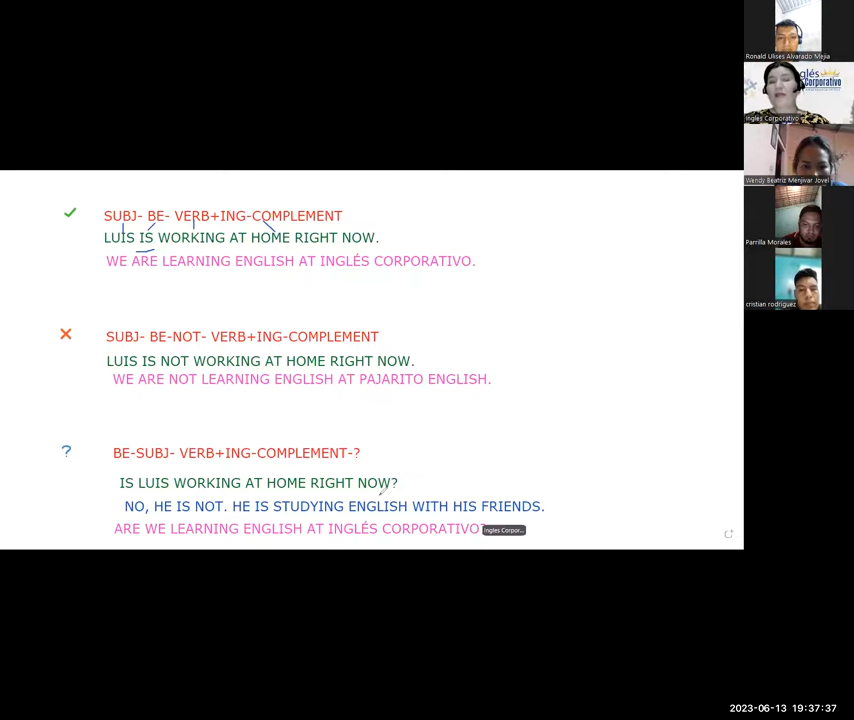 Ronald Ulises Alvarado Mejia
Inglés
Corporativo
Ingles Corporativo
Wendy Beatriz Menjivar Jovel
Parrilla Morales
cristian rodriguez
SUBJ- BE- VERB+ING-COMPLEMENT
LUIS IS WORKING AT HOME RIGHT NOW.
WE ARE LEARNING ENGLISH AT INGLÉS CORPORATIVO.
SUBJ- BE-NOT- VERB+ING-COMPLEMENT
LUIS IS NOT WORKING AT HOME RIGHT NOW.
WE ARE NOT LEARNING ENGLISH AT PAJARITO ENGLISH.
?
BE-SUBJ- VERB+ING-COMPLEMENT-?
IS LUIS WORKING AT HOME RIGHT NOW?
NO, HE IS NOT. HE IS STUDYING ENGLISH WITH HIS FRIENDS.
ARE WE LEARNING ENGLISH AT INGLÉS CORPORATIVO?
Ingles Corpor...
2023-06-13 19:37:37